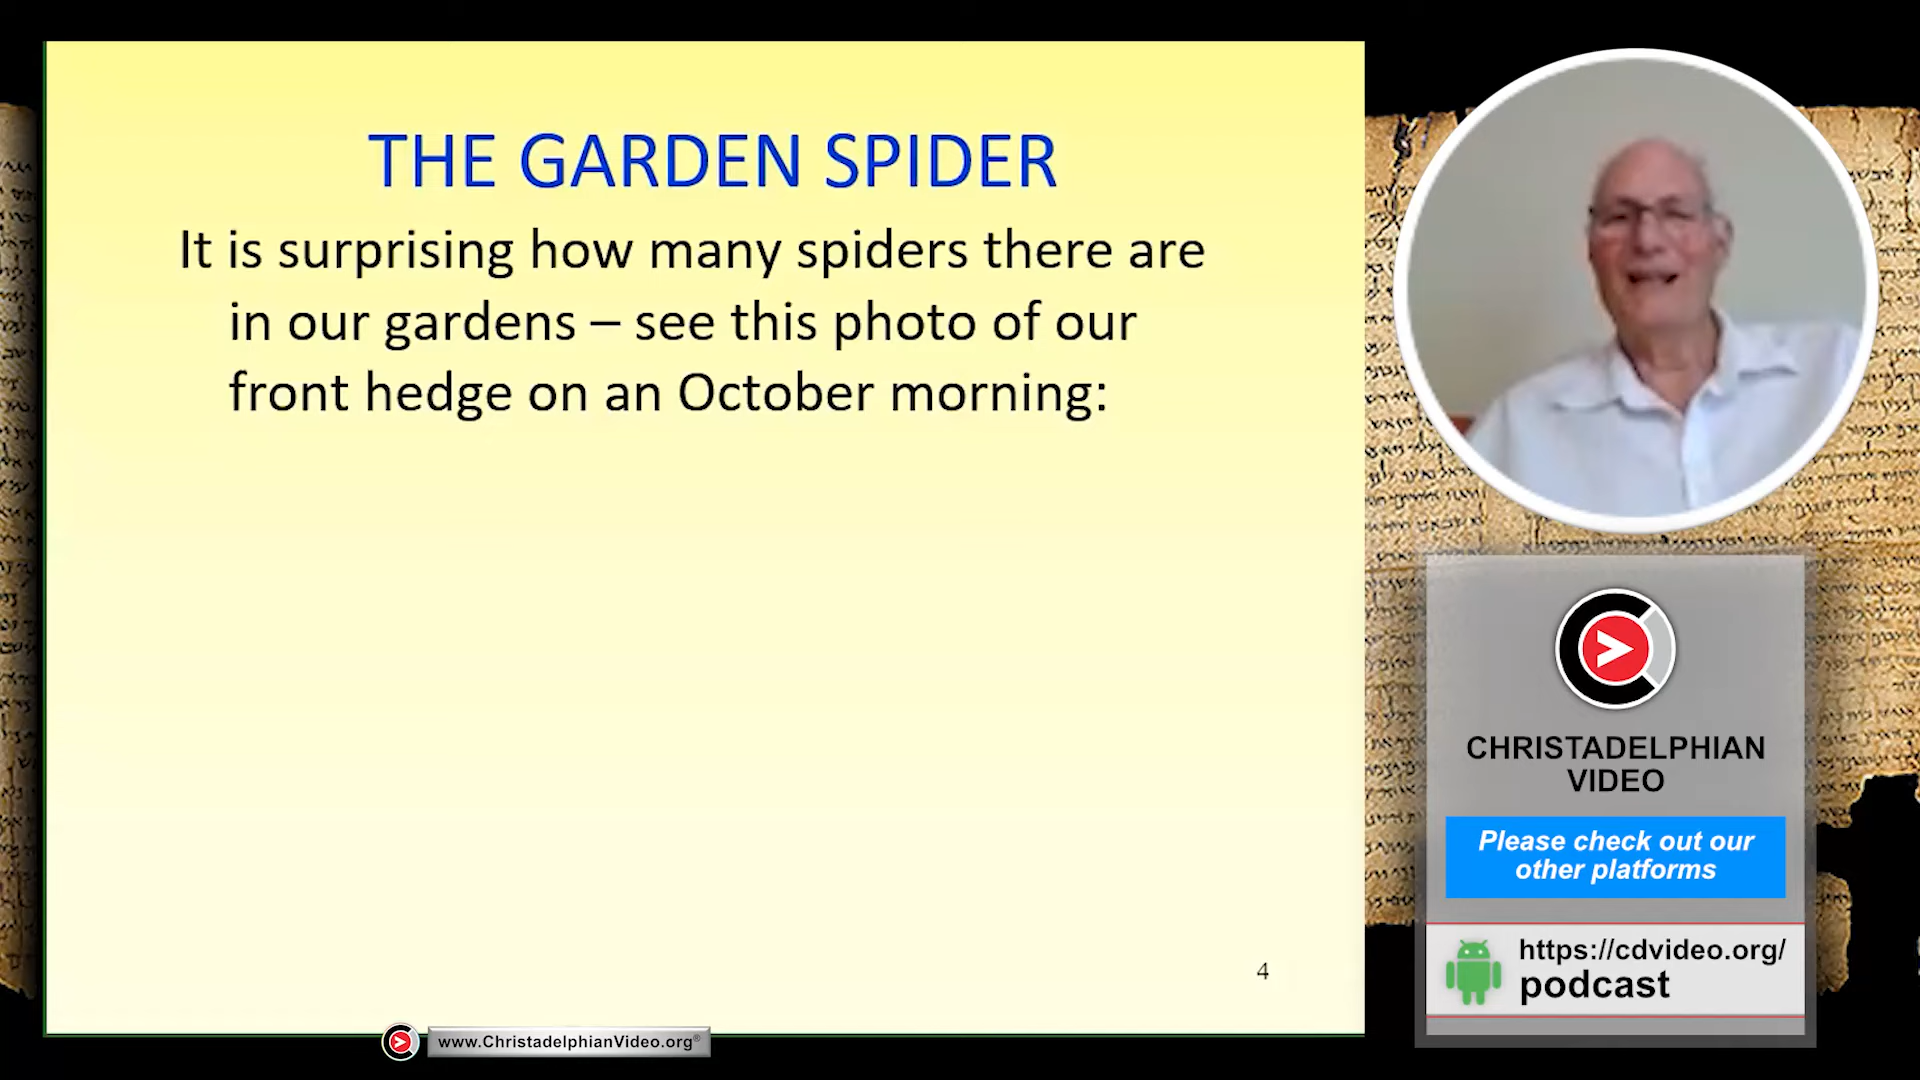 THE GARDEN SPIDER
It is surprising how many spiders there are
in our gardens – see this photo of our
front hedge on an October morning:
4
www.ChristadelphianVideo.org®
CHRISTADELPHIAN
VIDEO
Please check out our
other platforms
https://cdvideo.org/
podcast